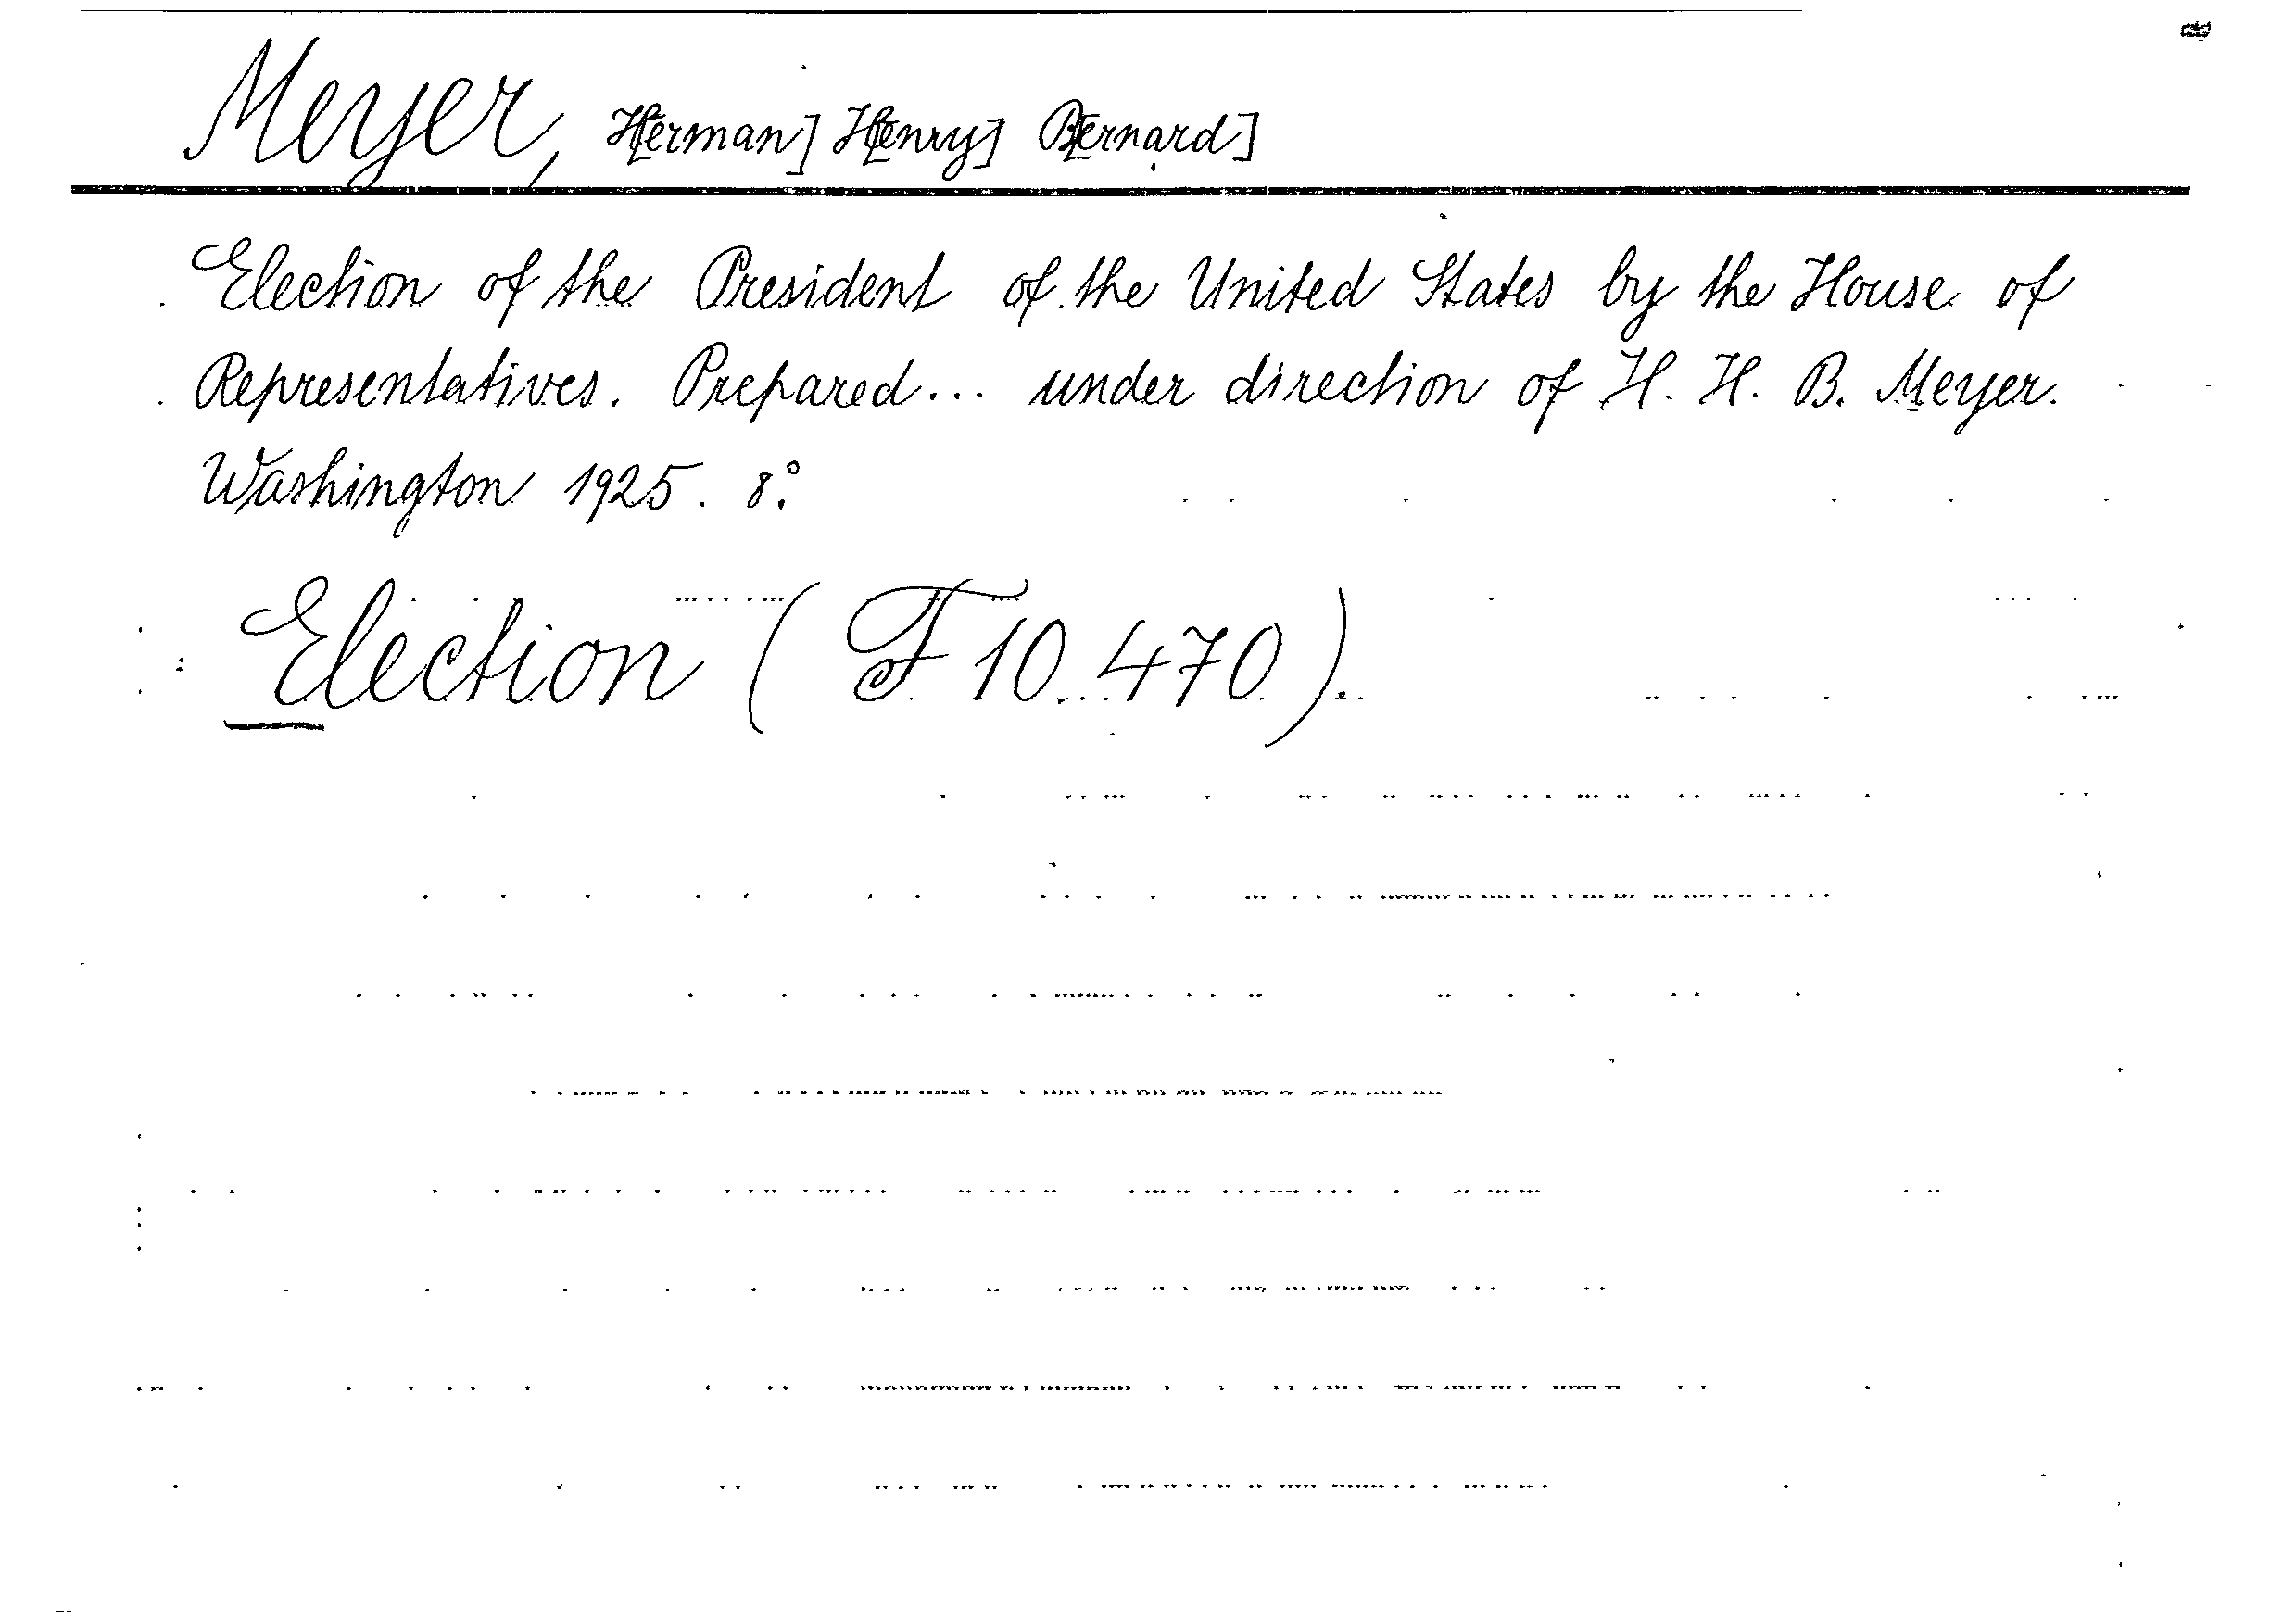 Meyer, H[erman] H[enry] B[ernard]
Election of the President of the United States by the House of
Representatives. Prepared... under direction of H. H. B. Meyer.
Washington 1925. 8°.
Election (F 10.470).